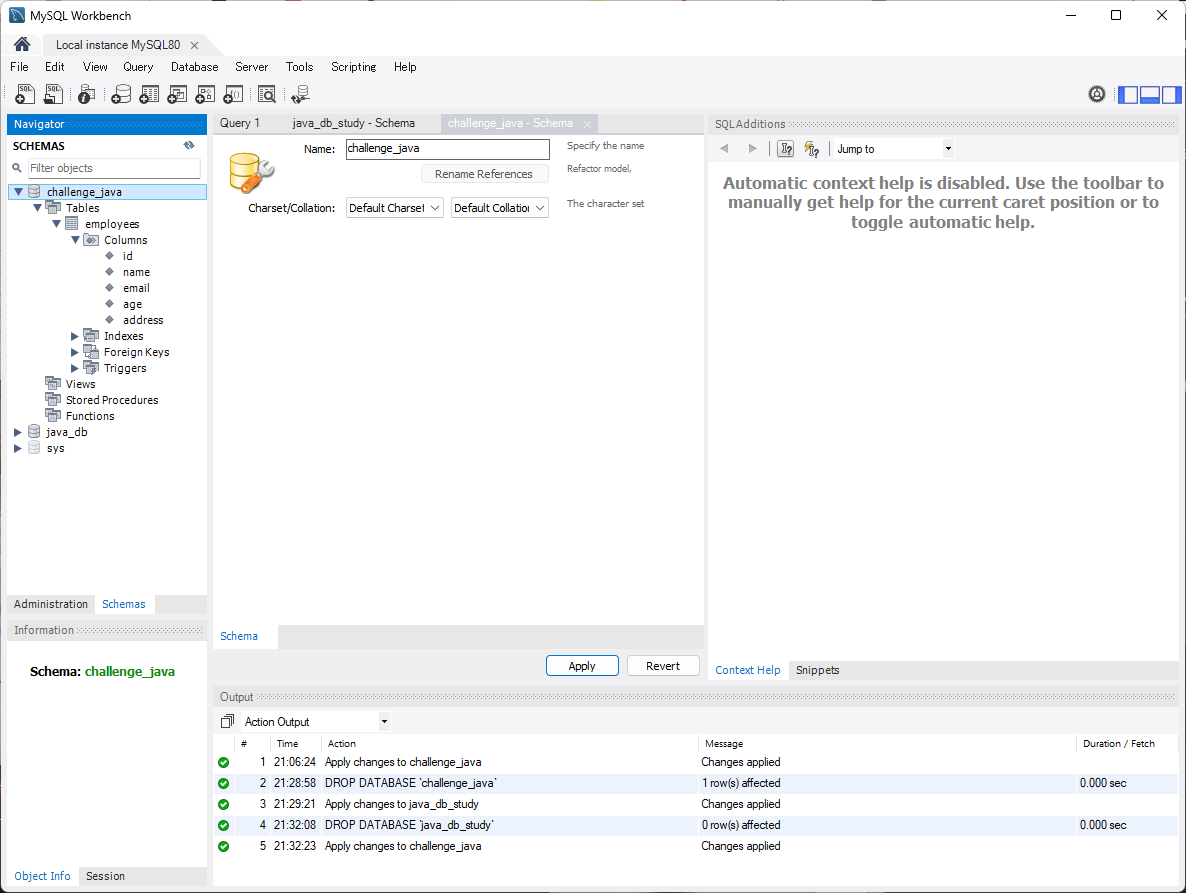 MySQL Workbench
Local instance MySQL80
File Edit View Query Database Server Tools Scripting Help
Navigator
SCHEMAS
Filter objects
challenge_java
Tables
employees
Columns
id
name
email
age
address
Indexes
Foreign Keys
Triggers
Views
Stored Procedures
Functions
java_db
sys
Administration Schemas
Information
Schema: challenge_java
Object Info Session
Query 1 java_db_study - Schema challenge_java - Schema
Name: challenge_java Specify the name
Rename References Refactor model,
Charset/Collation: Default Charset Default Collation The character set
Schema
Apply Revert
SQLAdditions
Jump to
Automatic context help is disabled. Use the toolbar to
manually get help for the current caret position or to
toggle automatic help.
Context Help Snippets
Output
Action Output
# Time Action Message Duration / Fetch
1 21:06:24 Apply changes to challenge_java Changes applied
2 21:28:58 DROP DATABASE `challenge_java` 1 row(s) affected 0.000 sec
3 21:29:21 Apply changes to java_db_study Changes applied
4 21:32:08 DROP DATABASE `java_db_study` 0 row(s) affected 0.000 sec
5 21:32:23 Apply changes to challenge_java Changes applied